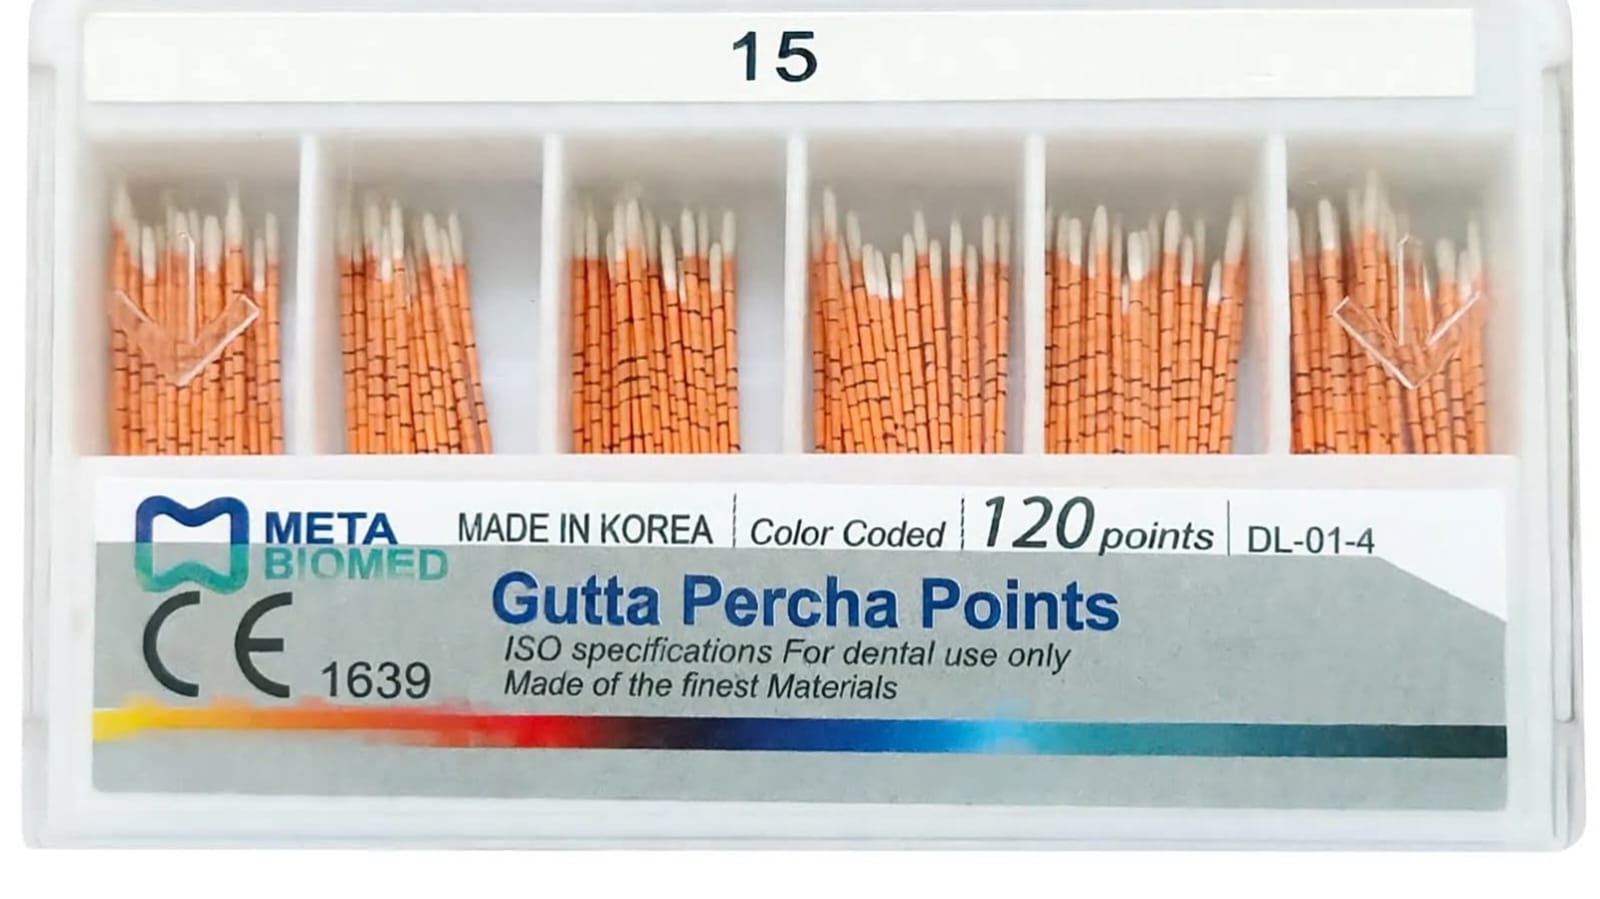 15
META
BIOMED
MADE IN KOREA
Color Coded
120 points
DL-01-4
CE 1639
Gutta Percha Points
ISO specifications For dental use only
Made of the finest Materials